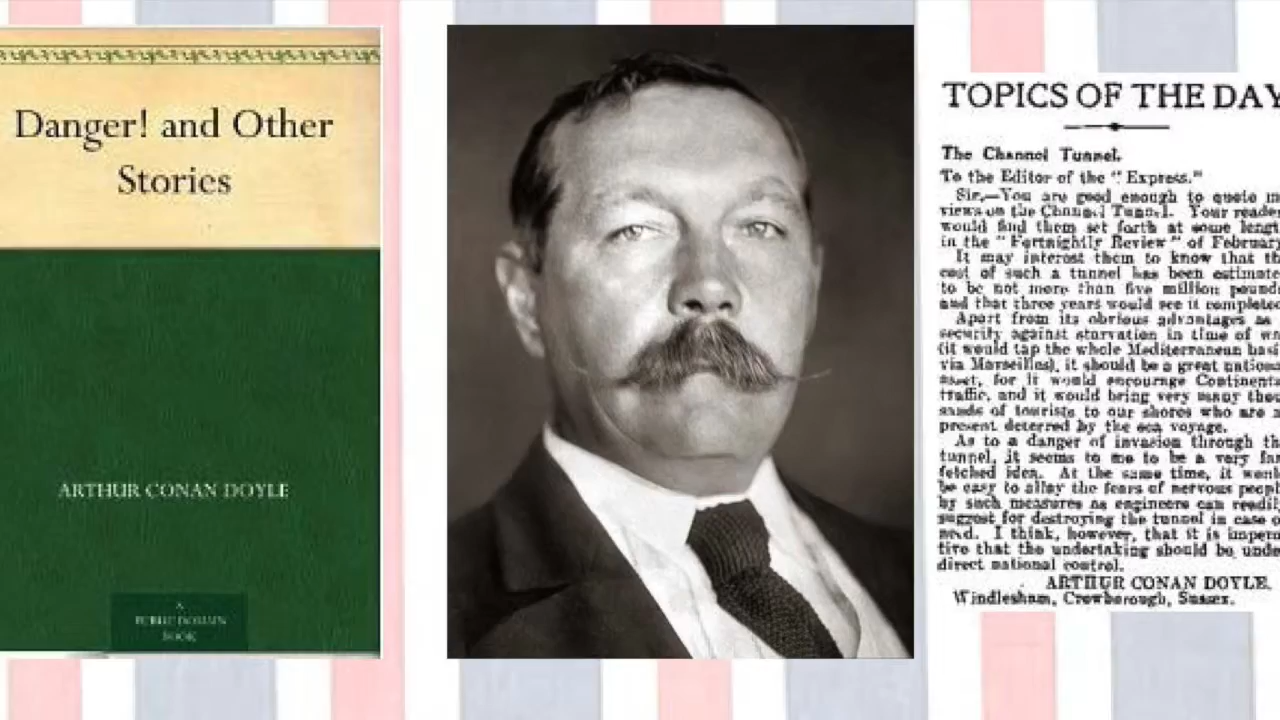 Danger! and Other
Stories
ARTHUR CONAN DOYLE
A
PUBLIC DOMAIN
BOOK
TOPICS OF THE DAY
The Channel Tunnel.
To the Editor of the "Express."
Sir,—You are good enough to quote m
views on the Channel Tunnel. Your reade
would find them set forth at some lengt
in the "Fortnightly Review" of February
It may interest them to know that th
cost of such a tunnel has been estimate
to be not more than five million pound
and that three years would see it complete
Apart from its obvious advantages as
security against starvation in time of wa
(it would tap the whole Mediterranean basi
via Marseilles), it should be a great nationa
asset, for it would encourage Continenta
traffic, and it would bring very many thou
sands of tourists to our shores who are a
present deterred by the sea voyage.
As to a danger of invasion through th
tunnel, it seems to me to be a very far
fetched idea. At the same time, it woul
be easy to allay the fears of nervous peopl
by such measures as engineers can readil
suggest for destroying the tunnel in case o
need. I think, however, that it is impera
tive that the undertaking should be unde
direct national control.
ARTHUR CONAN DOYLE.
Windlesham, Crowborough, Sussex.